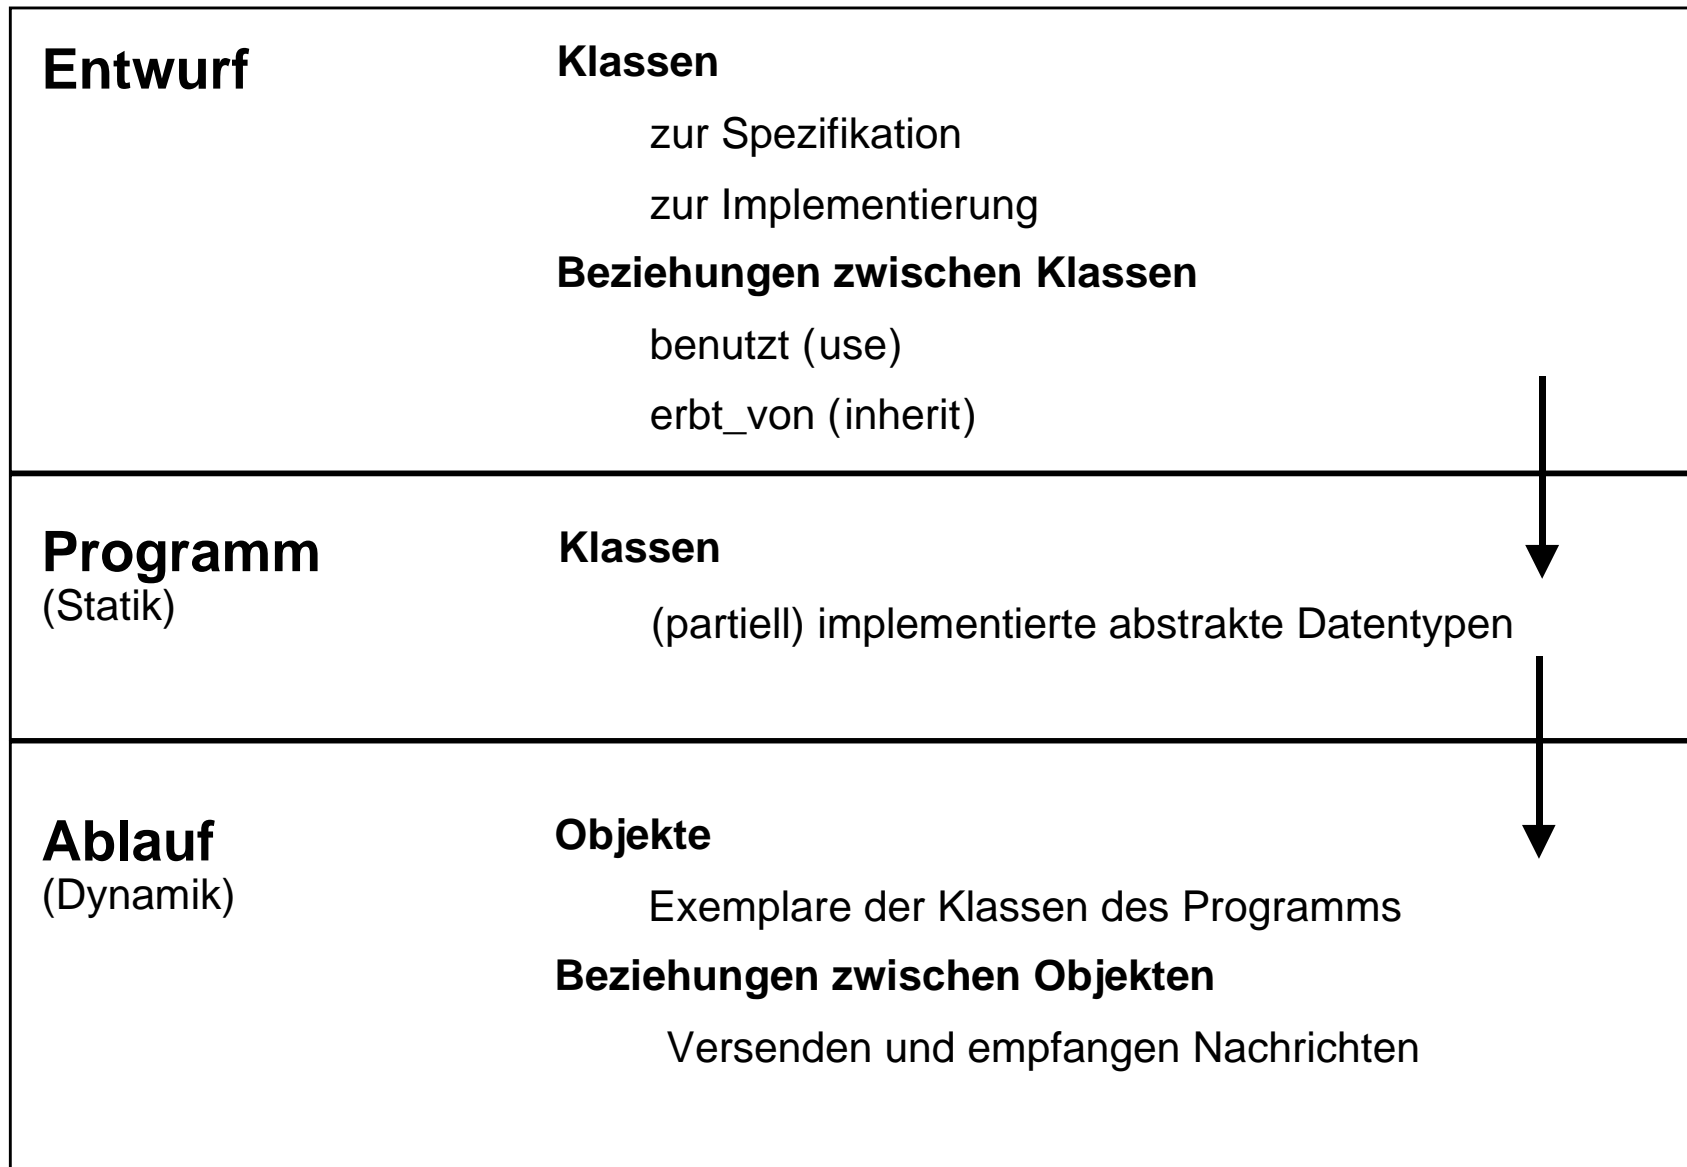 Entwurf
Klassen
zur Spezifikation
zur Implementierung
Beziehungen zwischen Klassen
benutzt (use)
erbt_von (inherit)
Programm
(Statik)
Klassen
(partiell) implementierte abstrakte Datentypen
Ablauf
(Dynamik)
Objekte
Exemplare der Klassen des Programms
Beziehungen zwischen Objekten
Versenden und empfangen Nachrichten